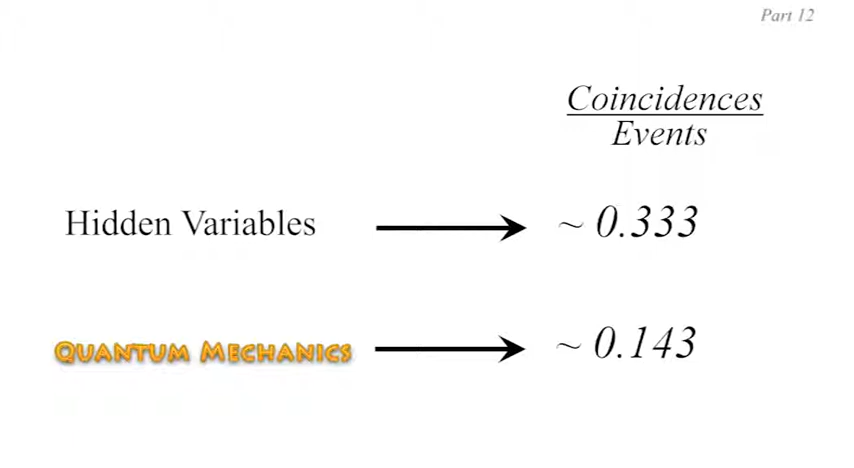 Part 12
Coincidences
Events
Hidden Variables ~ 0.333
Quantum Mechanics ~ 0.143